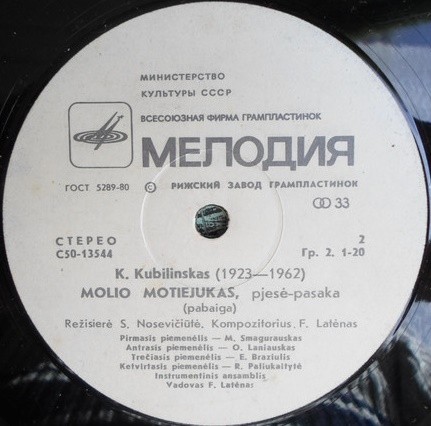 МИНИСТЕРСТВО
КУЛЬТУРЫ СССР
ВСЕСОЮЗНАЯ ФИРМА ГРАМПЛАСТИНОК
МЕЛОДИЯ
ГОСТ 5289-80 © РИЖСКИЙ ЗАВОД ГРАМПЛАСТИНОК
33
СТЕРЕО 2
С50-13544 Гр. 2. 1-20
K. Kubilinskas (1923—1962)
MOLIO MOTIEJUKAS, pjesė-pasaka
(pabaiga)
Režisierė S. Nosevičiūtė, Kompozitorius F. Latėnas
Pirmasis piemenėlis — M. Smagurauskas
Antrasis piemenėlis — O. Laniauskas
Trečiasis piemenėlis — E. Braziulis
Ketvirtasis piemenėlis — R. Paliukaitytė
Instrumentinis ansamblis
Vadovas F. Latėnas